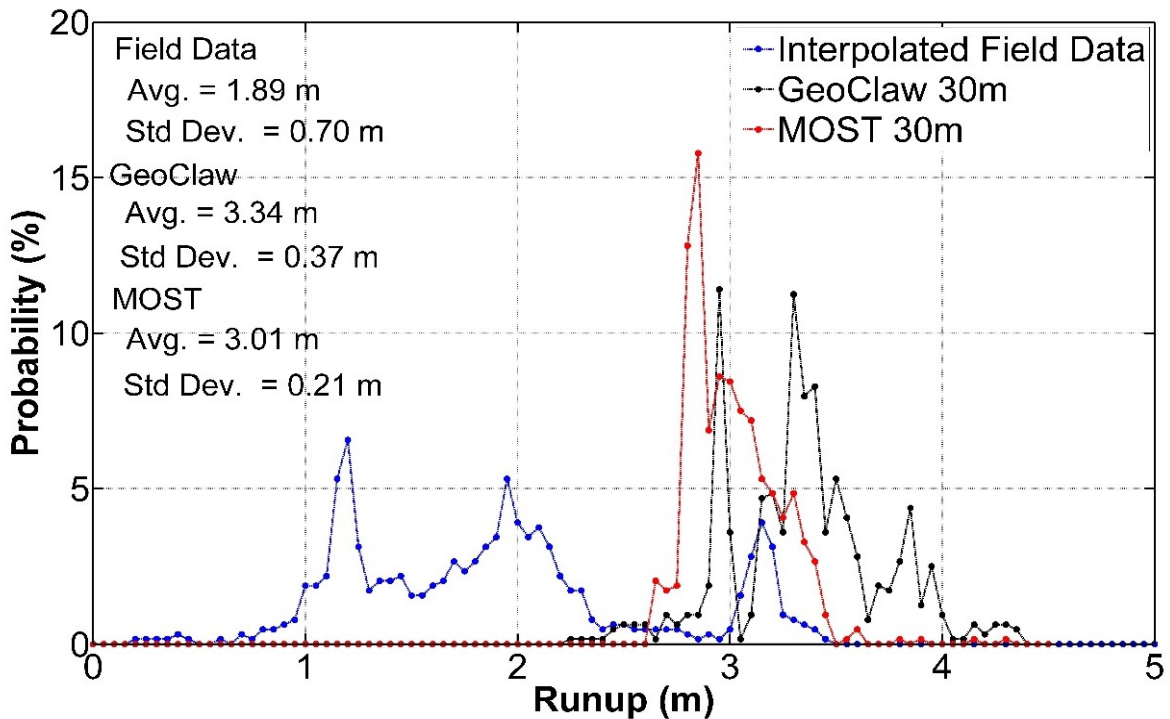 20
Field Data
Avg. = 1.89 m
Std Dev. = 0.70 m
Interpolated Field Data
GeoClaw 30m
MOST 30m
15
GeoClaw
Avg. = 3.34 m
Std Dev. = 0.37 m
MOST
10
Avg. = 3.01 m
Std Dev. = 0.21 m
5
0
Probability (%)
0 1 2 3 4 5
Runup (m)